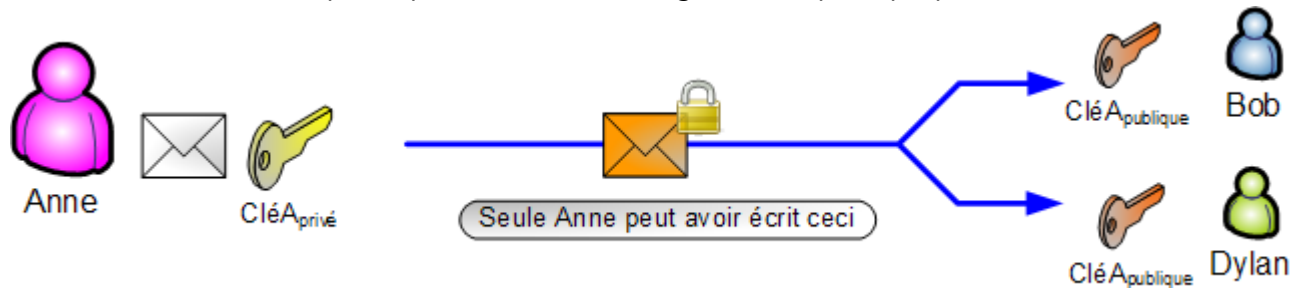 Anne
CléAprivé
Seule Anne peut avoir écrit ceci
CléApublique
Bob
CléApublique
Dylan